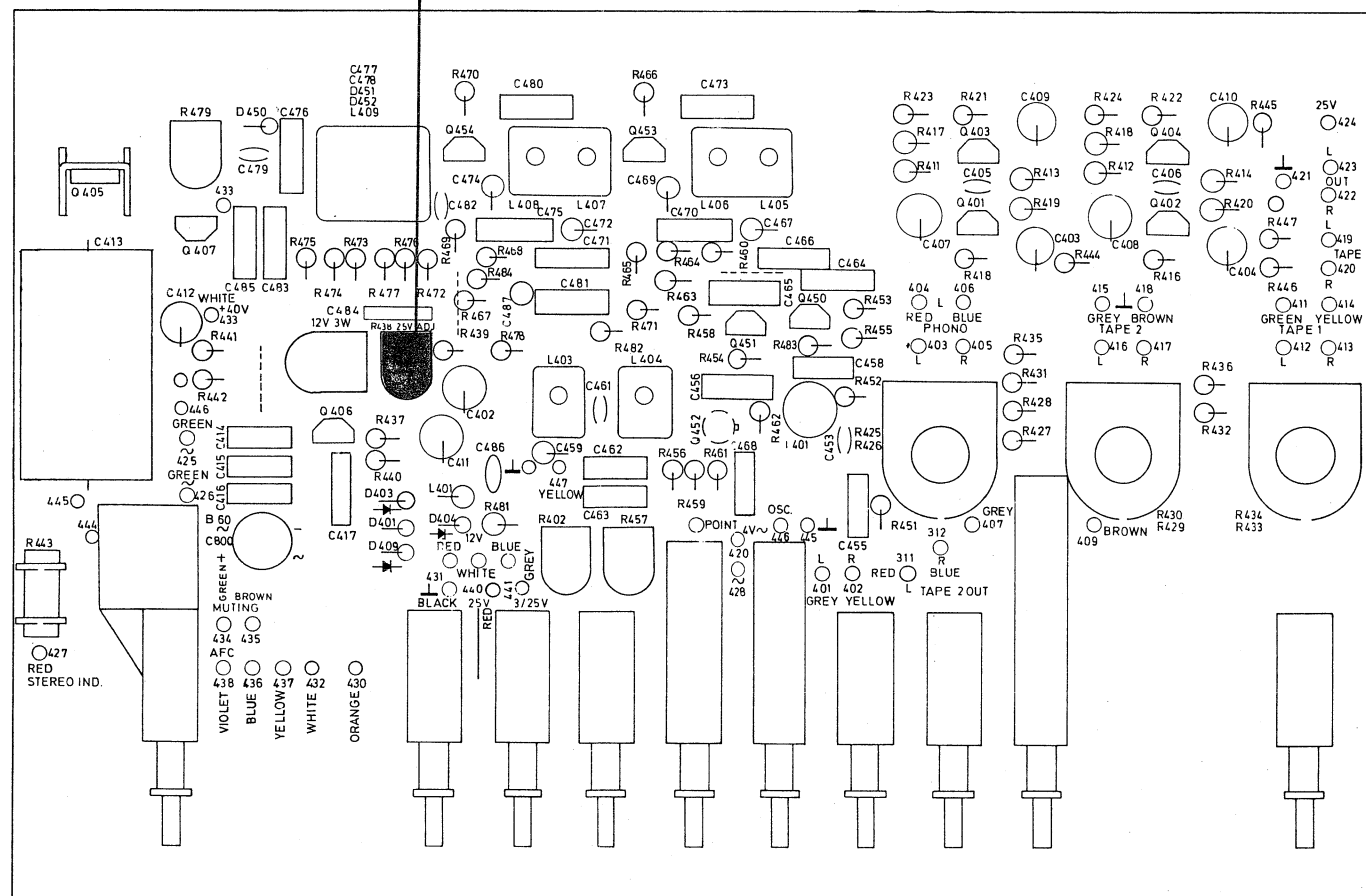 C477
C478
D451
D452
L409
R470
C480
R466
C473
R423
R421
C409
R424
R422
C410
R445
25V
424
R479
D450
C476
Q454
Q453
R417
Q403
R418
Q404
L
423
OUT
422
R
C479
Q405
433
R411
C405
R413
R412
C406
R414
421
C474
C482
L408
L407
C469
L406
L405
R419
Q401
Q402
R420
R447
L
419
TAPE
420
R
C475
C472
C470
C467
C407
C403
C408
C404
Q407
C413
R475
R473
R476
R469
R468
C471
R465
R464
R460
C466
R418
R444
R416
C485
C483
R484
C464
C412
WHITE
+40V
433
R474
R477
R472
R467
C487
C481
R463
C465
Q450
R453
404
L
406
RED
BLUE
PHONO
415
418
GREY
BROWN
TAPE 2
R446
411
414
GREEN
YELLOW
TAPE 1
C484
12V 3W
R438 25V ADJ
R439
R478
R471
R458
R455
R441
R482
Q451
R483
+
403
405
R
R435
416
L
417
R
412
L
413
R
R442
L403
L404
R454
C458
C461
C456
R452
R431
R436
446
GREEN
~
425
GREEN
~
426
C414
C415
C416
Q406
R437
C402
Q452
R462
L401
C453
R425
R426
R428
R427
R432
C411
C486
C459
C462
R456
R461
C468
R440
447
YELLOW
445
444
D403
L401
R481
C463
R459
R451
B 60
~
C800
C417
D401
D404
12V
R402
R457
POINT
4V~
OSC.
446
445
C455
GREY
407
312
409
BROWN
R430
R429
R434
R433
R443
D409
RED
BLUE
420
~
428
L
401
R
402
RED
311
L
R
BLUE
TAPE 2 OUT
GREY YELLOW
GREEN
+
-
~
431
WHITE
440
441
GREY
BLACK
25V
RED
3/25V
MUTING
BROWN
434
435
427
RED
STEREO IND.
AFC
438
436
437
432
430
VIOLET
BLUE
YELLOW
WHITE
ORANGE